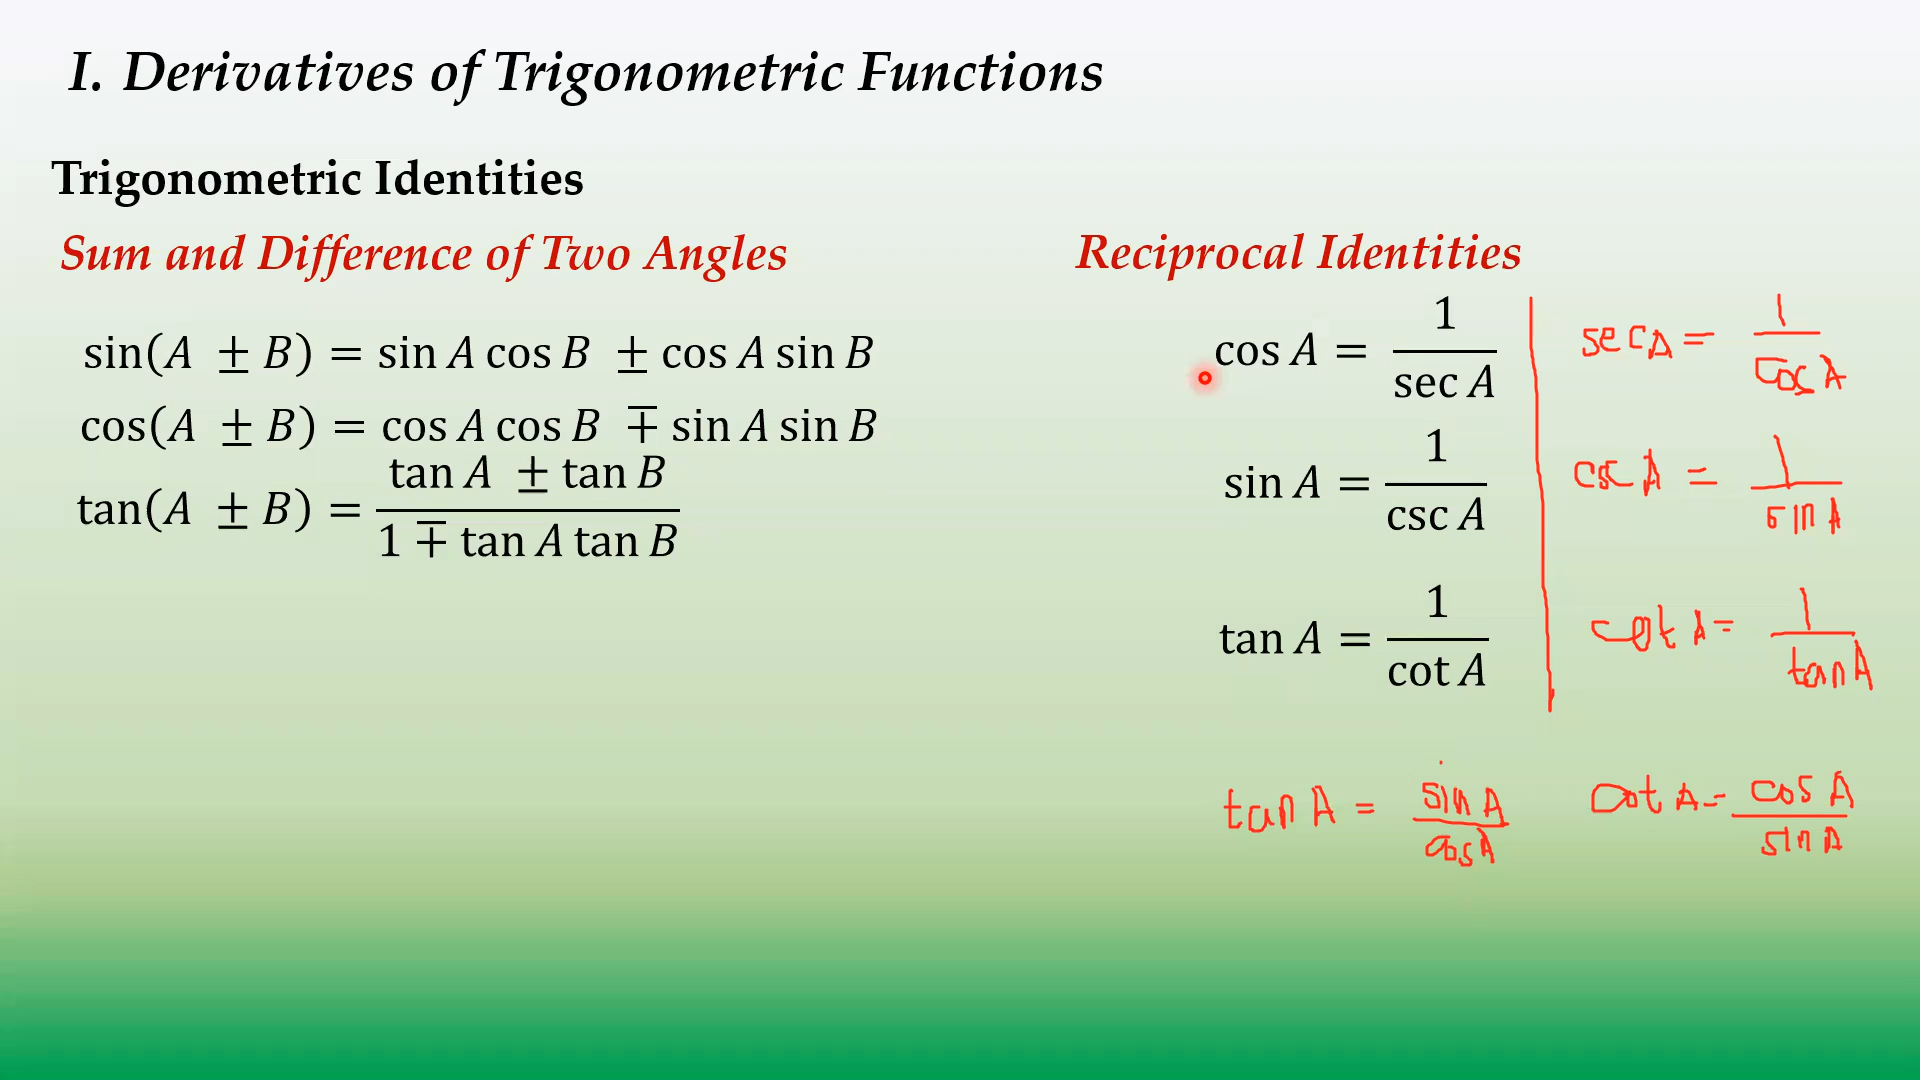 I. Derivatives of Trigonometric Functions
Trigonometric Identities
Sum and Difference of Two Angles
sin(A ± B) = sin A cos B ± cos A sin B
cos(A ± B) = cos A cos B ∓ sin A sin B
tan(A ± B) = (tan A ± tan B) / (1 ∓ tan A tan B)
Reciprocal Identities
cos A = 1 / sec A
sec A = 1 / cos A
sin A = 1 / csc A
csc A = 1 / sin A
tan A = 1 / cot A
cot A = 1 / tan A
tan A = sin A / cos A
cot A = cos A / sin A